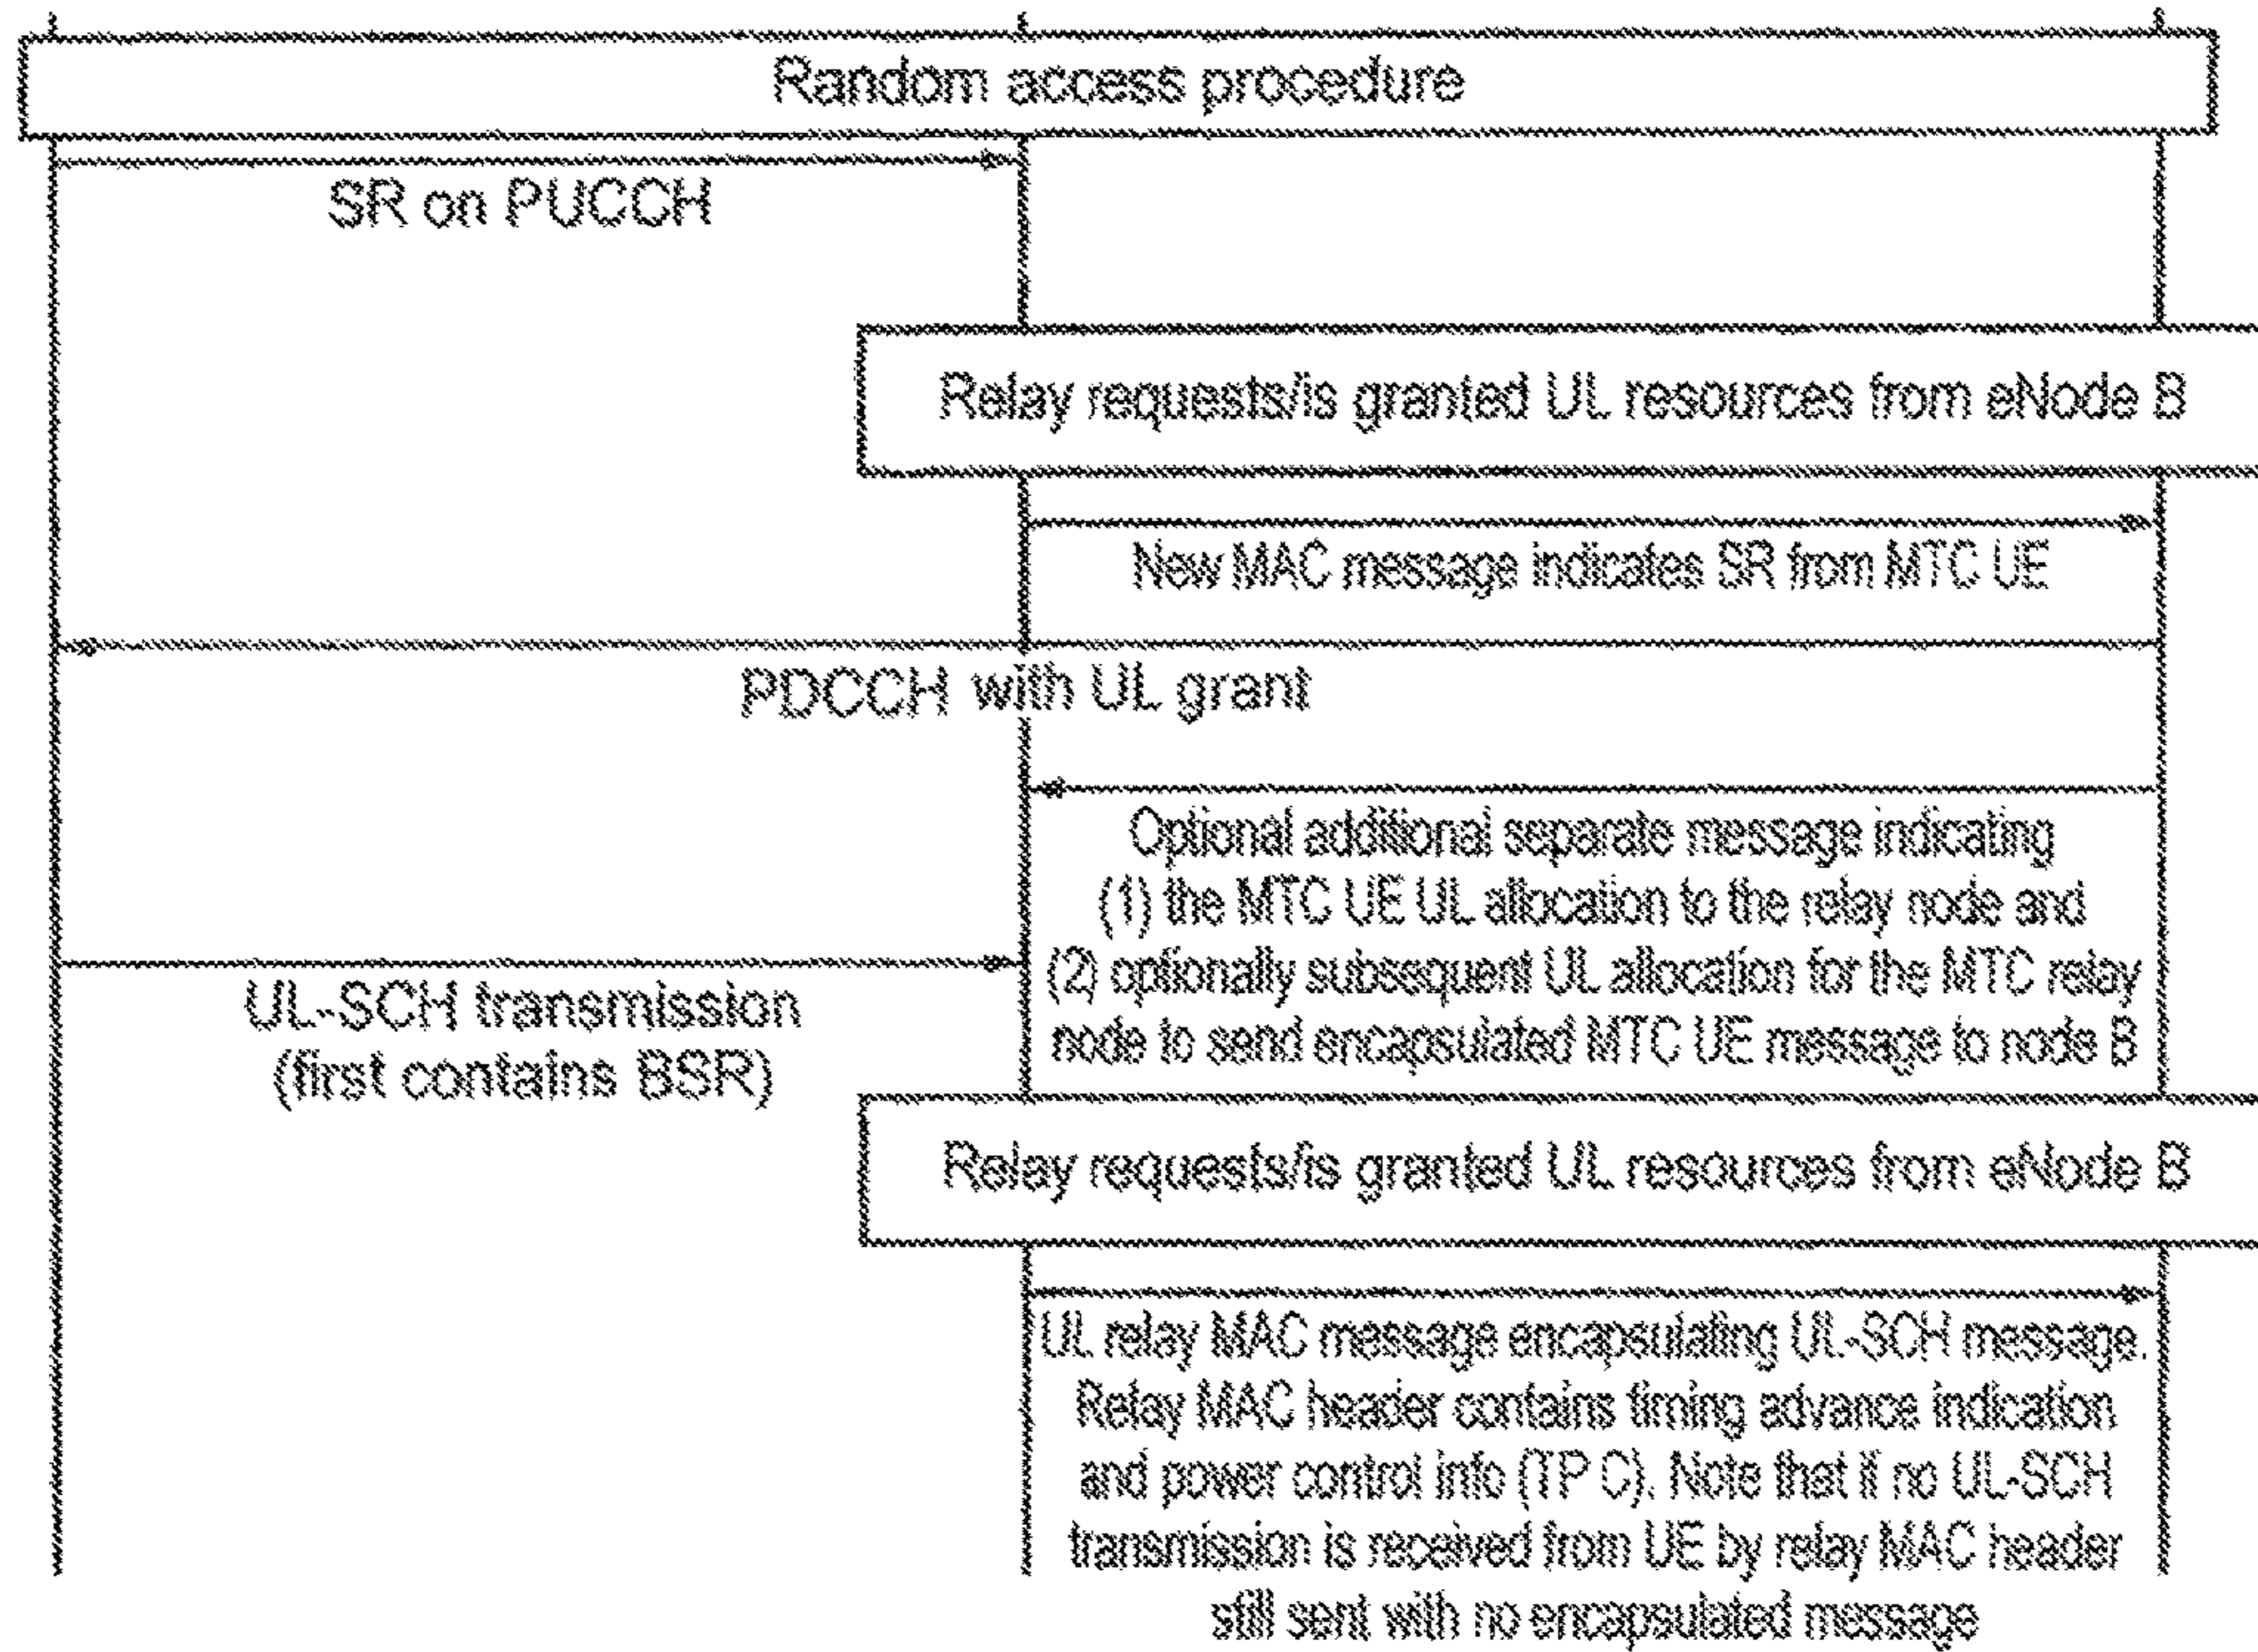 Random access procedure
SR on PUCCH
Relay requests/is granted UL resources from eNode B
New MAC message indicates SR from MTC UE
PDCCH with UL grant
Optional additional separate message indicating
(1) the MTC UE UL allocation to the relay node and
(2) optionally subsequent UL allocation for the MTC relay
node to send encapsulated MTC UE message to node B
UL-SCH transmission
(first contains BSR)
Relay requests/is granted UL resources from eNode B
UL relay MAC message encapsulating UL-SCH message.
Relay MAC header contains timing advance indication
and power control info (TP C). Note that if no UL-SCH
transmission is received from UE by relay MAC header
still sent with no encapsulated message